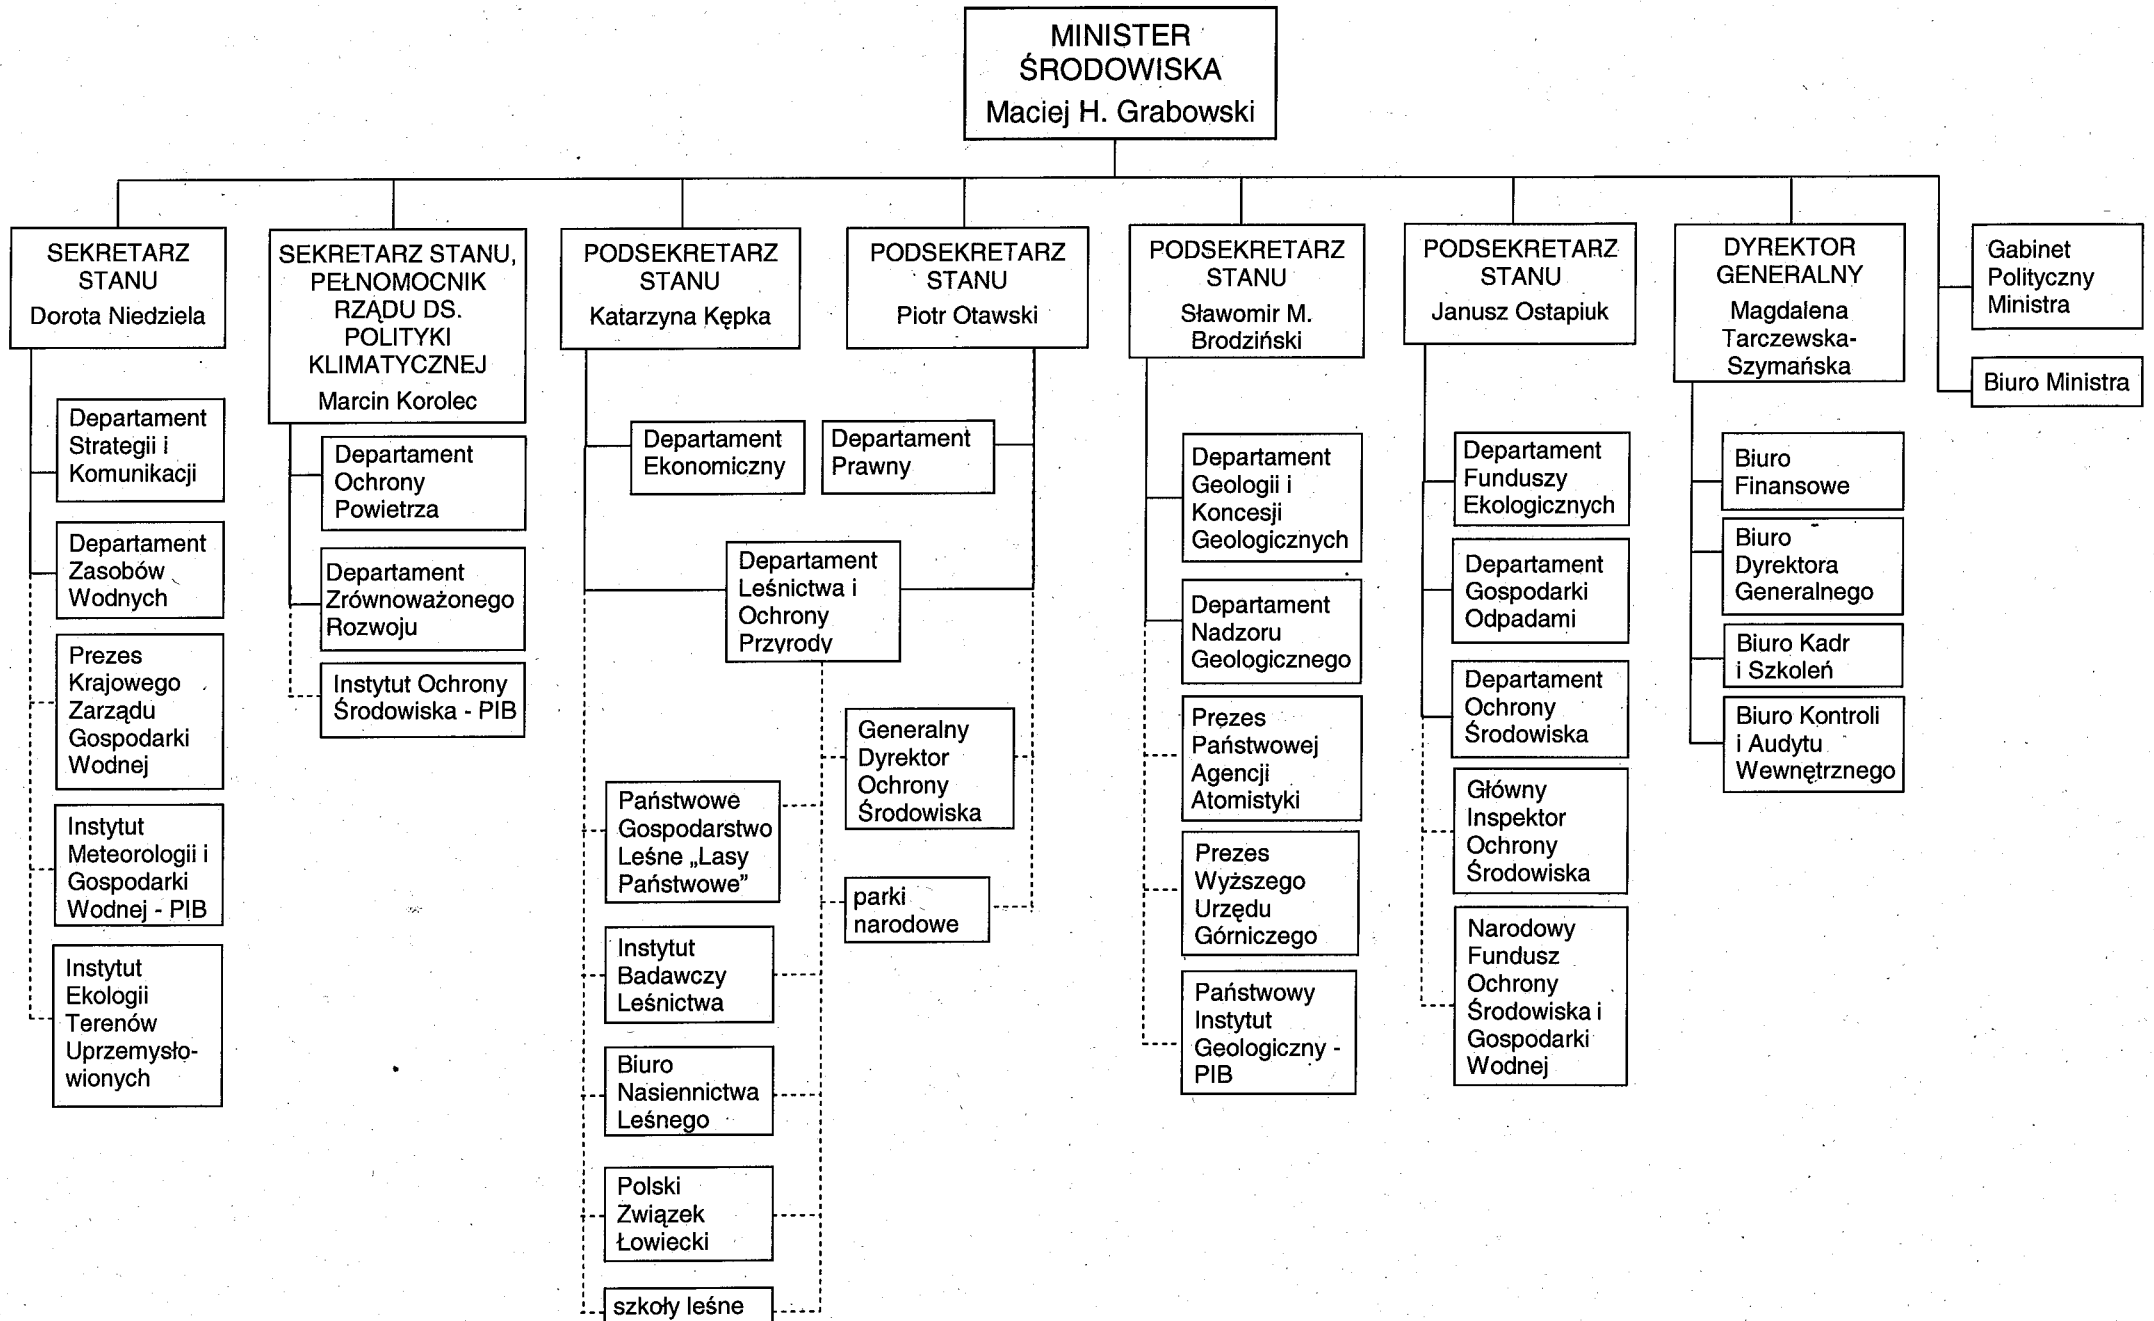 MINISTER
ŚRODOWISKA
Maciej H. Grabowski
SEKRETARZ
STANU
Dorota Niedziela
Departament
Strategii i
Komunikacji
Departament
Zasobów
Wodnych
Prezes
Krajowego
Zarządu
Gospodarki
Wodnej
Instytut
Meteorologii i
Gospodarki
Wodnej - PIB
Instytut
Ekologii
Terenów
Uprzemysło-
wionych
SEKRETARZ STANU,
PEŁNOMOCNIK
RZĄDU DS.
POLITYKI
KLIMATYCZNEJ
Marcin Korolec
Departament
Ochrony
Powietrza
Departament
Zrównoważonego
Rozwoju
Instytut Ochrony
Środowiska - PIB
PODSEKRETARZ
STANU
Katarzyna Kępka
Departament
Ekonomiczny
PODSEKRETARZ
STANU
Piotr Otawski
Departament
Prawny
Departament
Leśnictwa i
Ochrony
Przyrody
Generalny
Dyrektor
Ochrony
Środowiska
parki
narodowe
Państwowe
Gospodarstwo
Leśne „Lasy
Państwowe”
Instytut
Badawczy
Leśnictwa
Biuro
Nasiennictwa
Leśnego
Polski
Związek
Łowiecki
szkoły leśne
PODSEKRETARZ
STANU
Sławomir M.
Brodziński
Departament
Geologii i
Koncesji
Geologicznych
Departament
Nadzoru
Geologicznego
Prezes
Państwowej
Agencji
Atomistyki
Prezes
Wyższego
Urzędu
Górniczego
Państwowy
Instytut
Geologiczny -
PIB
PODSEKRETARZ
STANU
Janusz Ostapiuk
Departament
Funduszy
Ekologicznych
Departament
Gospodarki
Odpadami
Departament
Ochrony
Środowiska
Główny
Inspektor
Ochrony
Środowiska
Narodowy
Fundusz
Ochrony
Środowiska i
Gospodarki
Wodnej
DYREKTOR
GENERALNY
Magdalena
Tarczewska-
Szymańska
Biuro
Finansowe
Biuro
Dyrektora
Generalnego
Biuro Kadr
i Szkoleń
Biuro Kontroli
i Audytu
Wewnętrznego
Gabinet
Polityczny
Ministra
Biuro Ministra